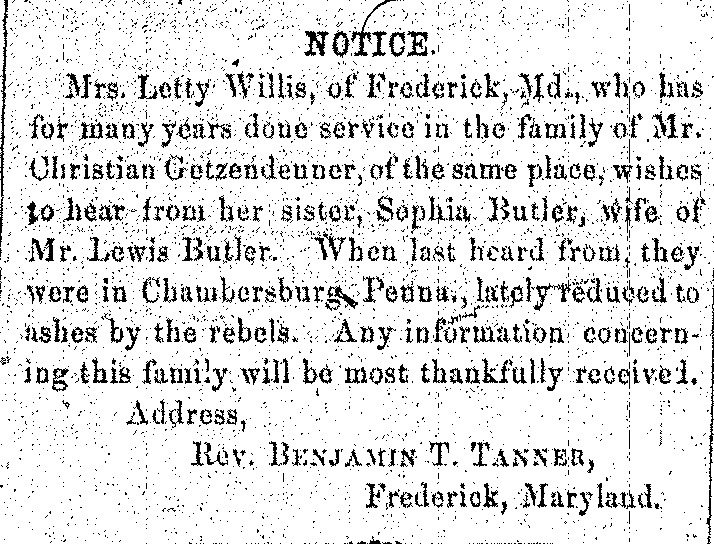 NOTICE.
Mrs. Letty Willis, of Frederick, Md., who has
for many years done service in the family of Mr.
Christian Getzendenner, of the same place, wishes
to hear from her sister, Sophia Butler, wife of
Mr. Lewis Butler. When last heard from, they
were in Chambersburg, Penna., lately reduced to
ashes by the rebels. Any information concern-
ing this family will be most thankfully received.
Address,
Rev. Benjamin T. Tanner,
Frederick, Maryland.